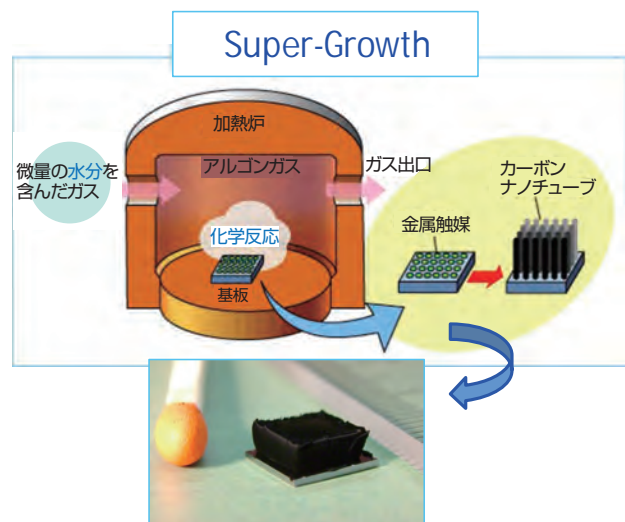 Super-Growth
加熱炉
微量の水分を
含んだガス
アルゴンガス
ガス出口
カーボン
ナノチューブ
化学反応
金属触媒
基板